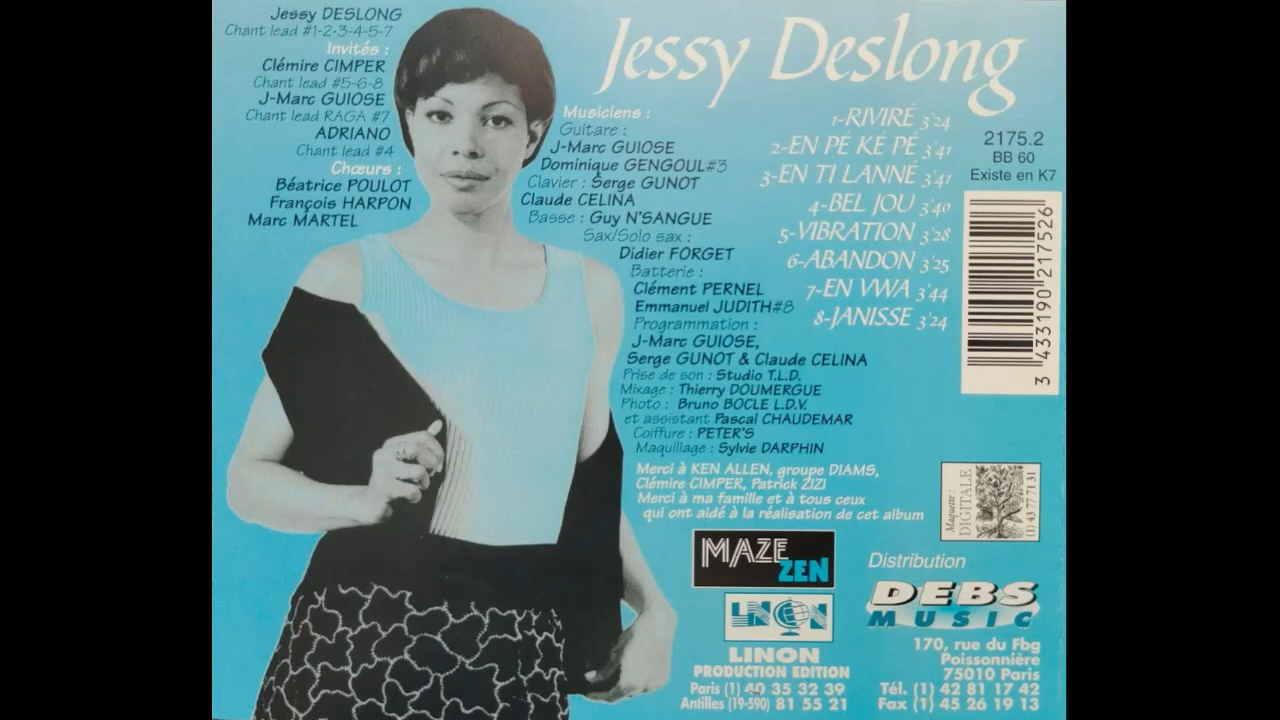 Jessy DESLONG
Chant lead #1-2-3-4-5-7
Invités :
Clémire CIMPER
Chant lead #5-6-8
J-Marc GUIOSE
Chant lead RAGA #7
ADRIANO
Chant lead #4
Chœurs :
Béatrice POULOT
François HARPON
Marc MARTEL
Jessy Deslong
Musiciens :
Guitare :
J-Marc GUIOSE
Dominique GENGOUL#3
Clavier : Serge GUNOT
Claude CELINA
Basse : Guy N'SANGUE
Sax/Solo sax :
Didier FORGET
Batterie :
Clément PERNEL
Emmanuel JUDITH#8
Programmation :
J-Marc GUIOSE,
Serge GUNOT & Claude CELINA
Prise de son : Studio T.L.D.
Mixage : Thierry DOUMERGUE
Photo : Bruno BOCLE L.D.V.
et assistant Pascal CHAUDEMAR
Coiffure : PETER'S
Maquillage : Sylvie DARPHIN
Merci à KEN ALLEN, groupe DIAMS,
Clémire CIMPER, Patrick ZIZI
Merci à ma famille et à tous ceux
qui ont aidé à la réalisation de cet album
1-RIVIRÉ 3'24
2-EN PÉ KÉ PÉ 3'41
3-EN TI LANNÉ 3'41
4-BEL JOU 3'40
5-VIBRATION 3'28
6-ABANDON 3'25
7-EN VWA 3'44
8-JANISSE 3'24
2175.2
BB 60
Existe en K7
3 433190 217526
Maquette :
DIGITALE
(1) 43 77 71 31
MAZE
ZEN
LINON
LINON
PRODUCTION EDITION
Paris (1) 40 35 32 39
Antilles (19-590) 81 55 21
Distribution
DEBS
MUSIC
170, rue du Fbg
Poissonnière
75010 Paris
Tél. (1) 42 81 17 42
Fax (1) 45 26 19 13